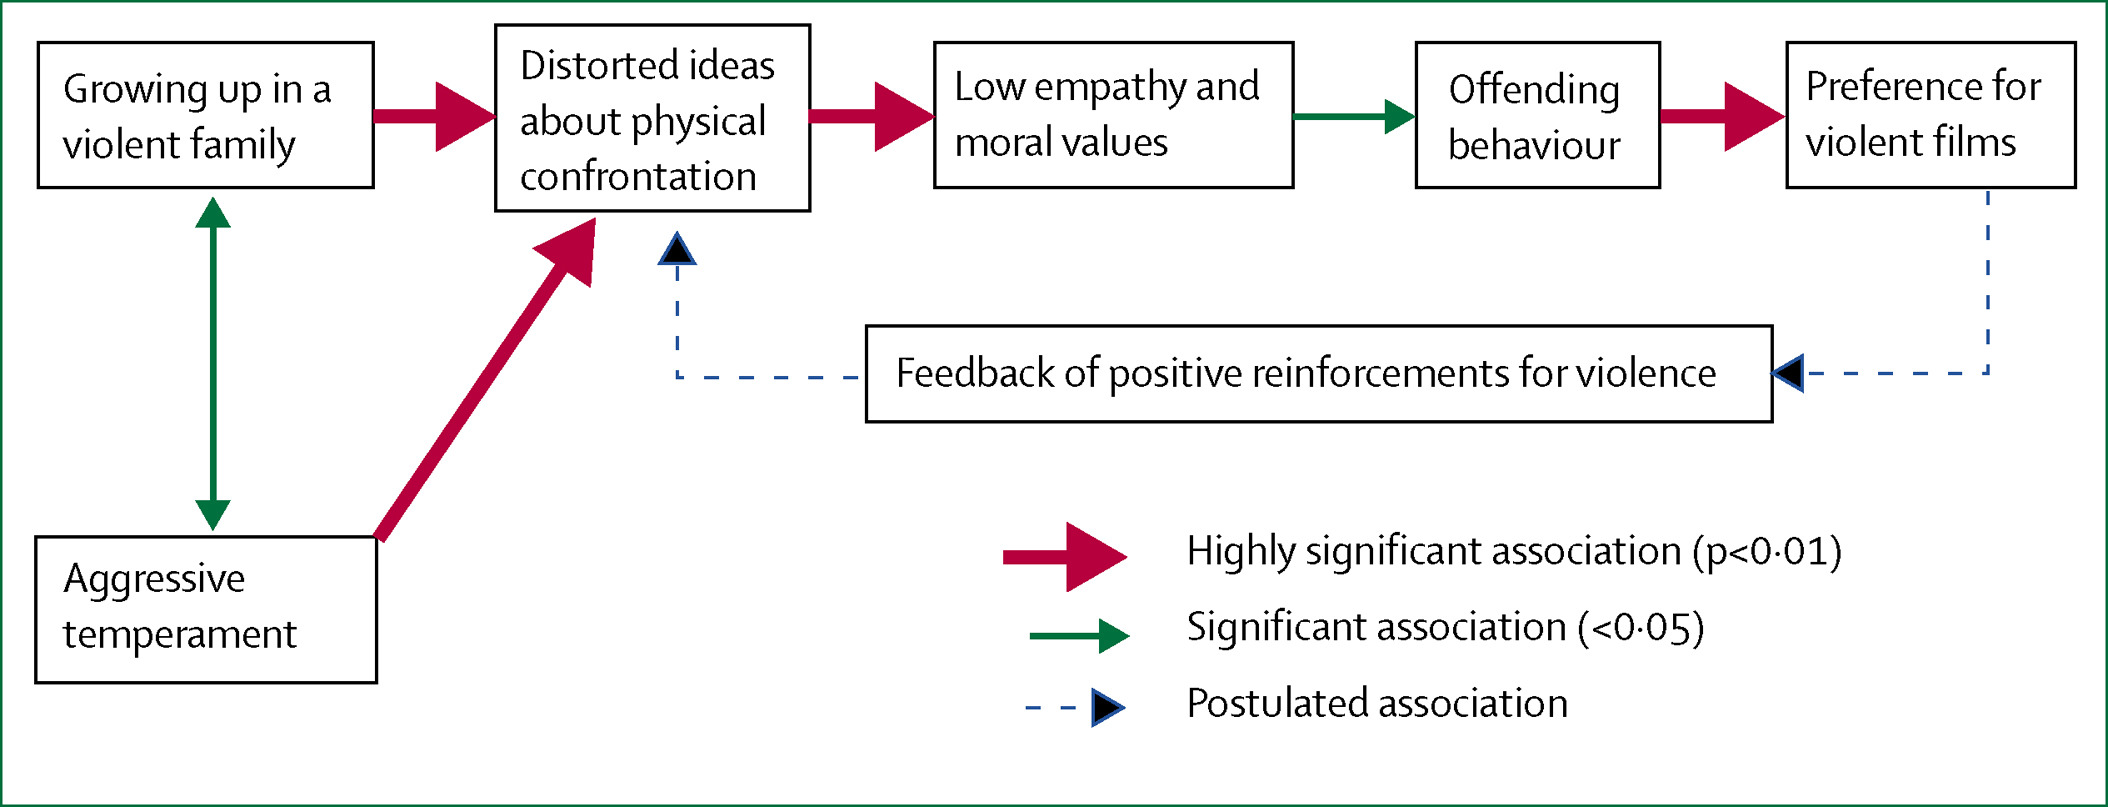 Growing up in a
violent family
Distorted ideas
about physical
confrontation
Low empathy and
moral values
Offending
behaviour
Preference for
violent films
Feedback of positive reinforcements for violence
Aggressive
temperament
Highly significant association (p<0·01)
Significant association (<0·05)
Postulated association